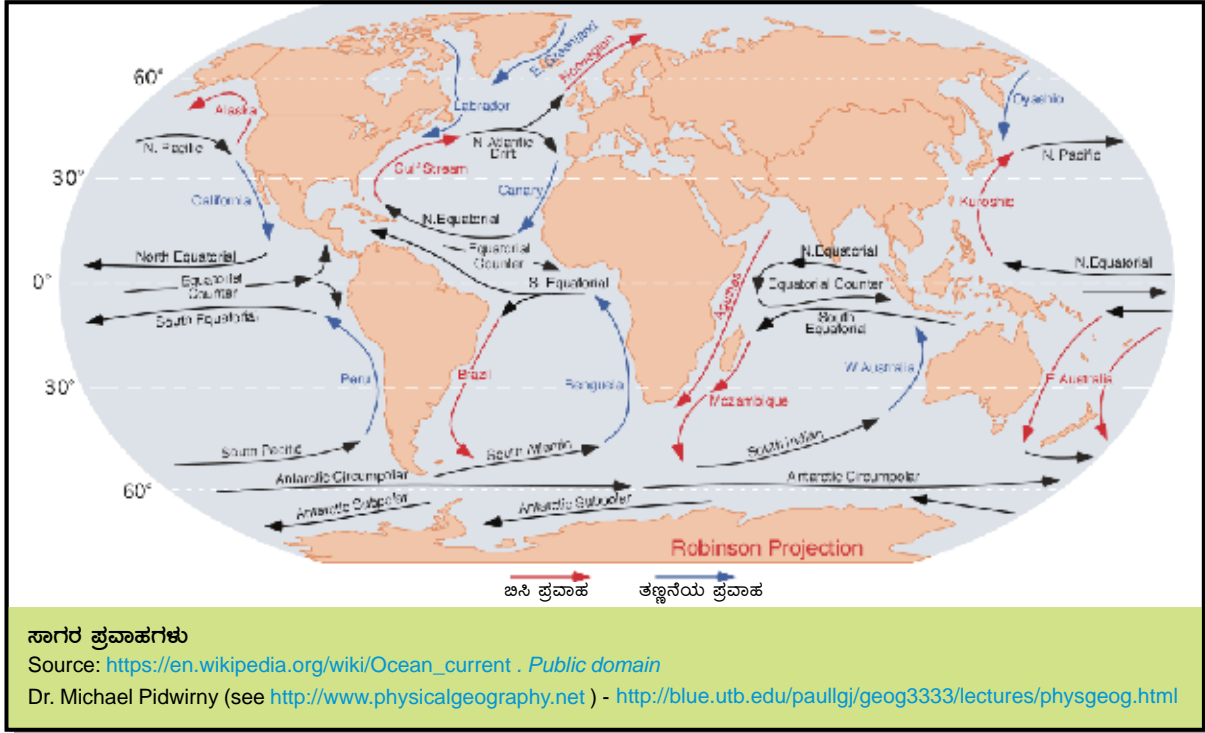 60°
30°
0°
30°
60°
Alaska
N. Pacific
California
North Equatorial
Equatorial
Counter
South Equatorial
Peru
South Pacific
Antarctic Circumpolar
Antarctic Subpolar
Labrador
E. Greenland
Norwegian
N. Atlantic
Drift
Gulf Stream
Canary
N.Equatorial
Equatorial
Counter
S. Equatorial
Brazil
Benguela
South Atlantic
Antarctic Subpolar
Agulhas
Mozambique
N.Equatorial
Equatorial Counter
South
Equatorial
W.Australia
South Indian
Antarctic Circumpolar
Oyashio
N. Pacific
Kuroshio
N.Equatorial
E.Australia
Robinson Projection
ಬಿಸಿ ಪ್ರವಾಹ
ತಣ್ಣನೆಯ ಪ್ರವಾಹ
ಸಾಗರ ಪ್ರವಾಹಗಳು
Source: https://en.wikipedia.org/wiki/Ocean_current . Public domain
Dr. Michael Pidwirny (see http://www.physicalgeography.net ) - http://blue.utb.edu/paullgj/geog3333/lectures/physgeog.html